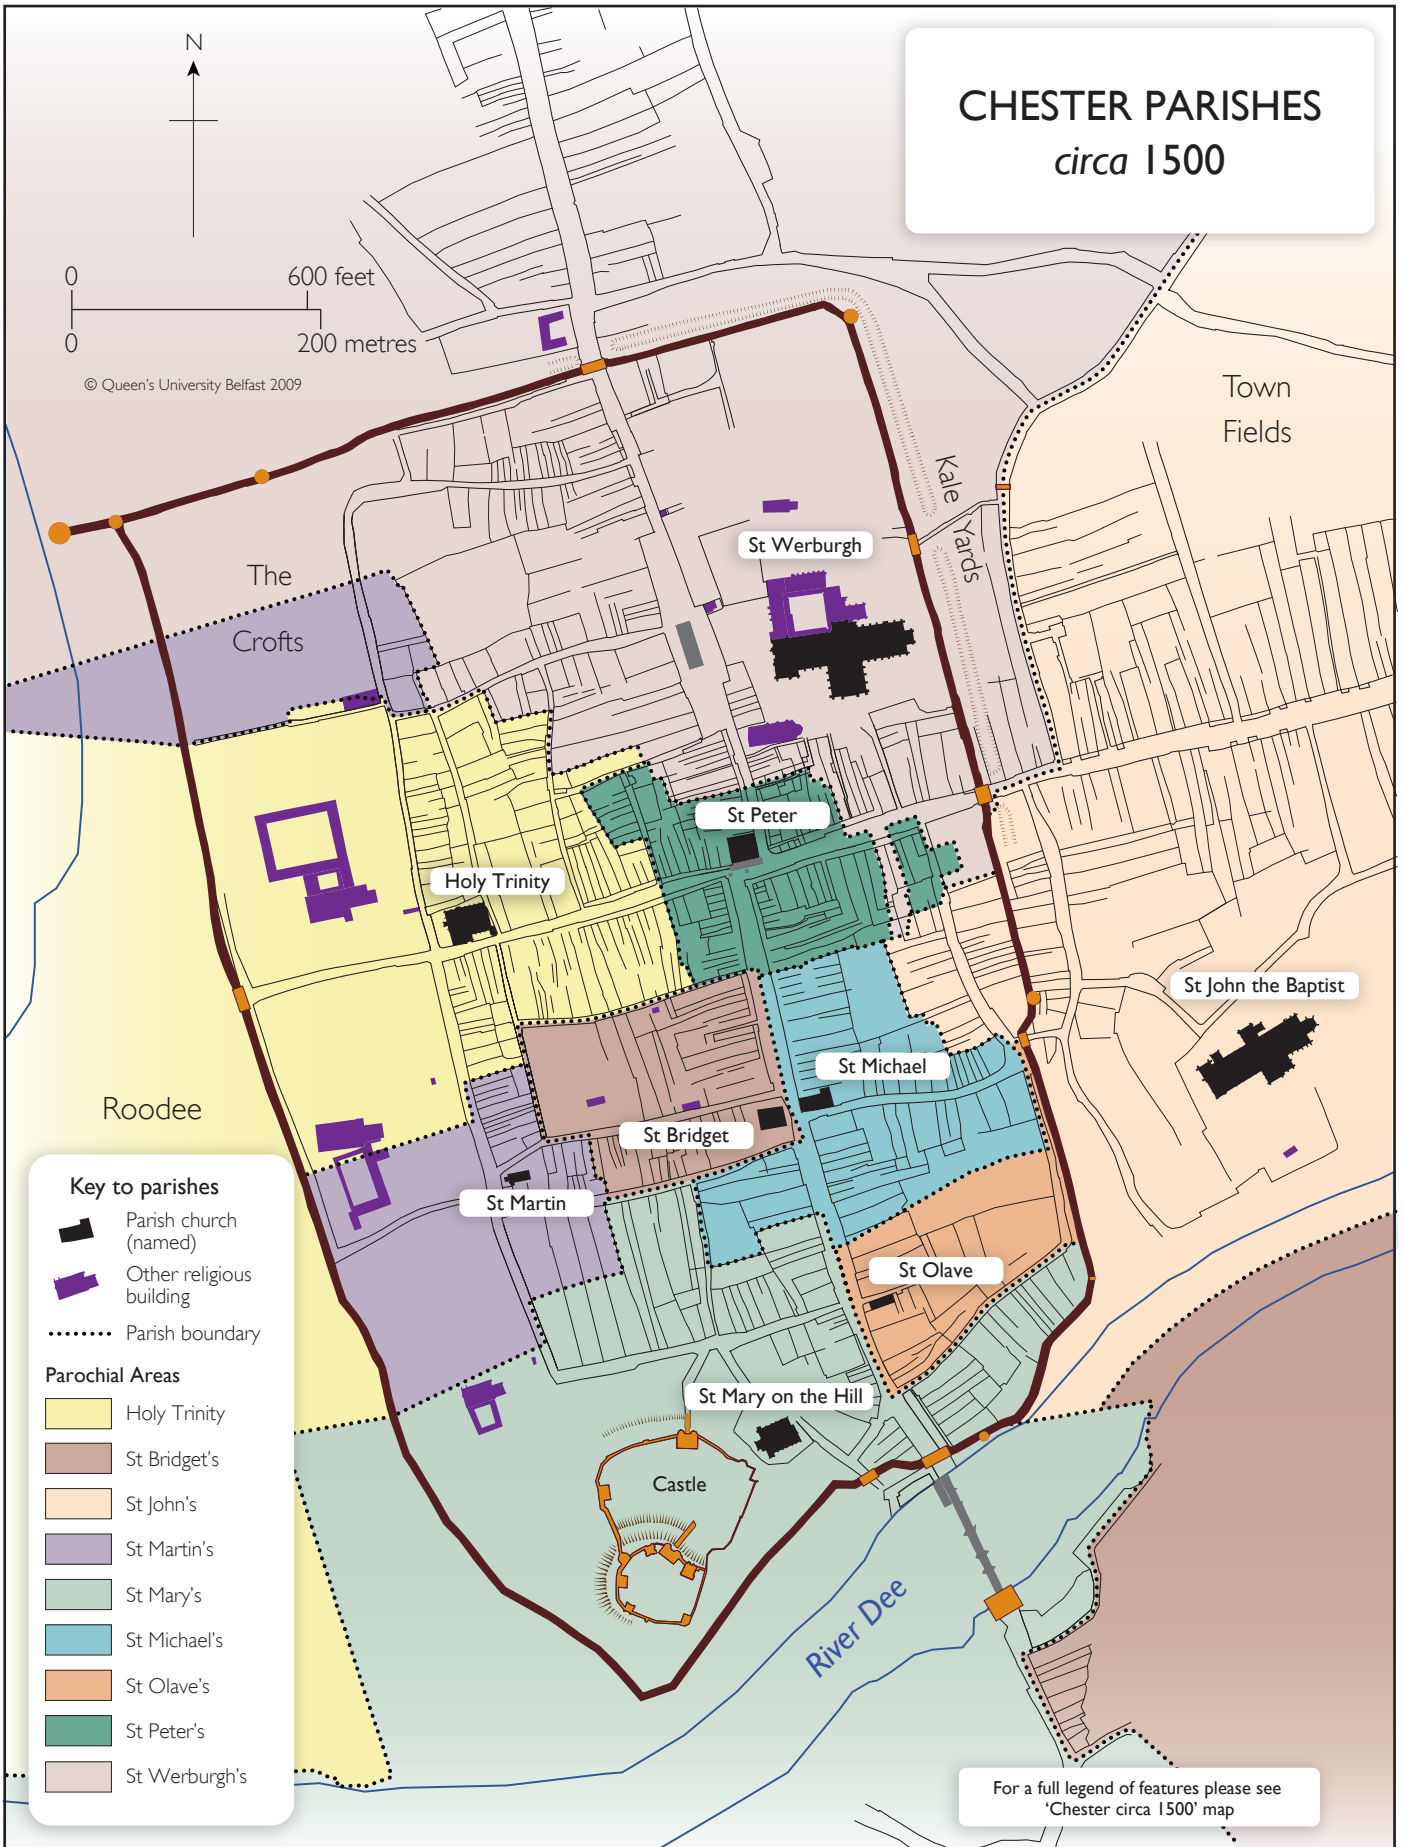 CHESTER PARISHES
circa 1500
N
0
600 feet
0
200 metres
© Queen's University Belfast 2009
Town
Fields
Kale
Yards
St Werburgh
The
Crofts
St Peter
Holy Trinity
St John the Baptist
St Michael
Roodee
St Bridget
St Martin
St Olave
St Mary on the Hill
Castle
River Dee
Key to parishes
Parish church
(named)
Other religious
building
Parish boundary
Parochial Areas
Holy Trinity
St Bridget's
St John's
St Martin's
St Mary's
St Michael's
St Olave's
St Peter's
St Werburgh's
For a full legend of features please see
'Chester circa 1500' map